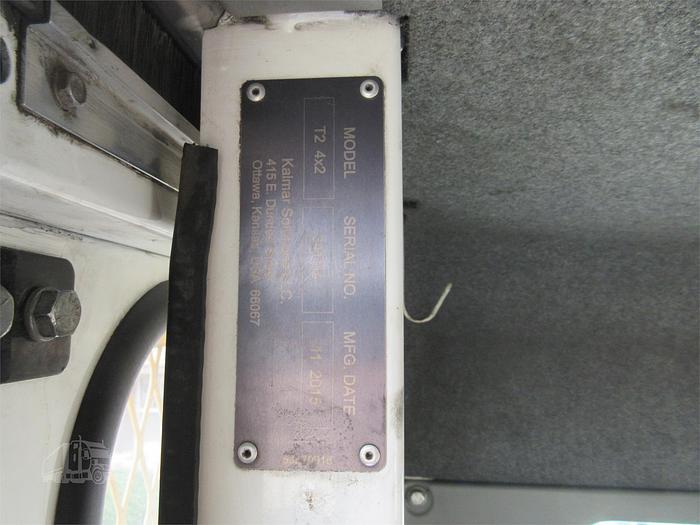 MODEL SERIAL NO. MFG. DATE
T2 4x2 11 2015
Kalmar
415 E.
Ottawa, Kansas, USA 66067